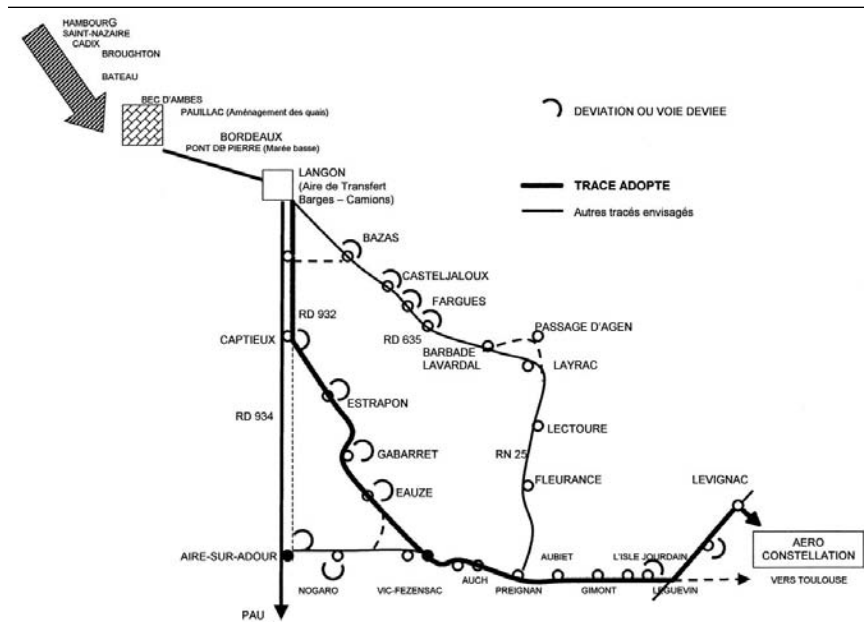 HAMBOURG
SAINT-NAZAIRE
CADIX
BROUGHTON
BATEAU
BEC D'AMBES
PAUILLAC (Aménagement des quais)
BORDEAUX
PONT DE PIERRE (Marée basse)
LANGON
(Aire de Transfert
Barges – Camions)
DEVIATION OU VOIE DEVIEE
TRACE ADOPTE
Autres tracés envisagés
BAZAS
CASTELJALOUX
FARGUES
RD 932
RD 635
PASSAGE D'AGEN
CAPTIEUX
BARBADE
LAVARDAL
LAYRAC
ESTRAPON
RD 934
LECTOURE
GABARRET
RN 25
FLEURANCE
LEVIGNAC
EAUZE
AIRE-SUR-ADOUR
AUBIET
L'ISLE JOURDAIN
AERO
CONSTELLATION
NOGARO
VIC-FEZENSAC
AUCH
PREIGNAN
GIMONT
LEGUEVIN
VERS TOULOUSE
PAU